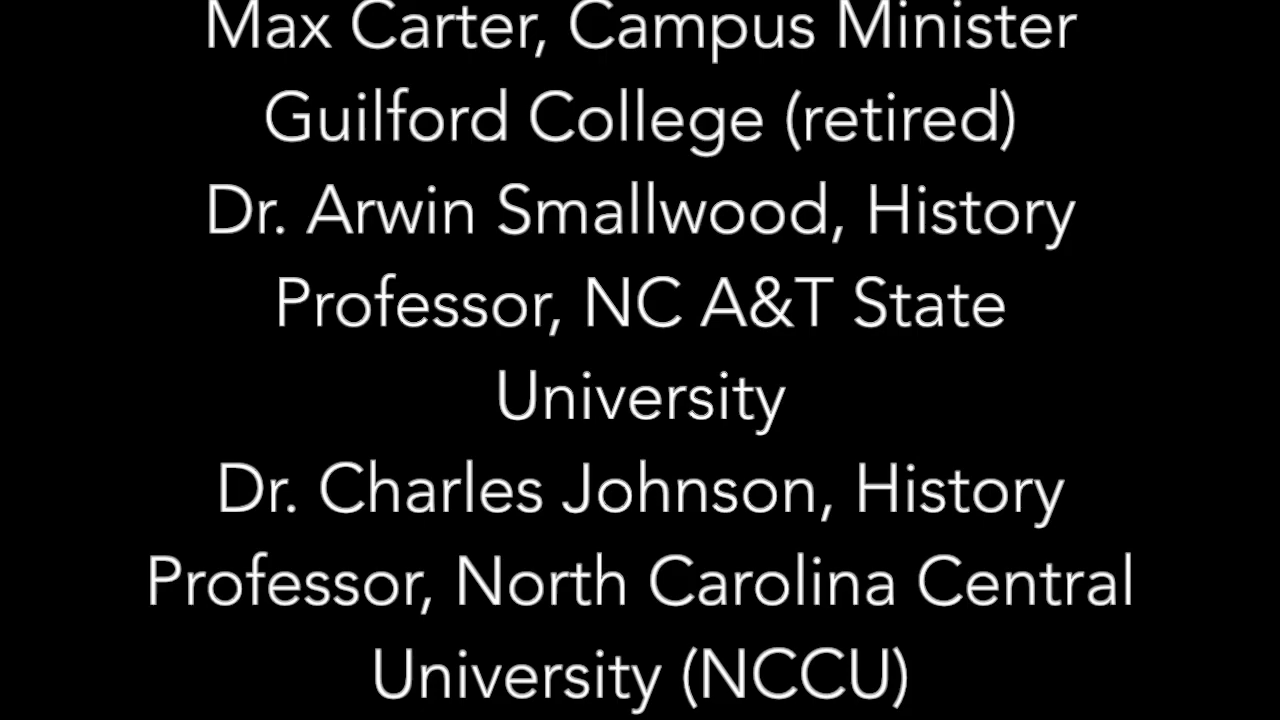 Max Carter, Campus Minister
Guilford College (retired)
Dr. Arwin Smallwood, History
Professor, NC A&T State
University
Dr. Charles Johnson, History
Professor, North Carolina Central
University (NCCU)